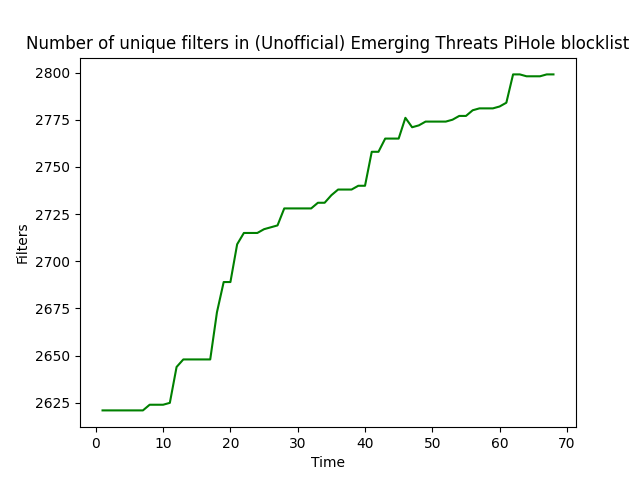 Number of unique filters in (Unofficial) Emerging Threats PiHole blocklist
2800
2775
2750
2725
2700
2675
2650
2625
Filters
0 10 20 30 40 50 60 70
Time